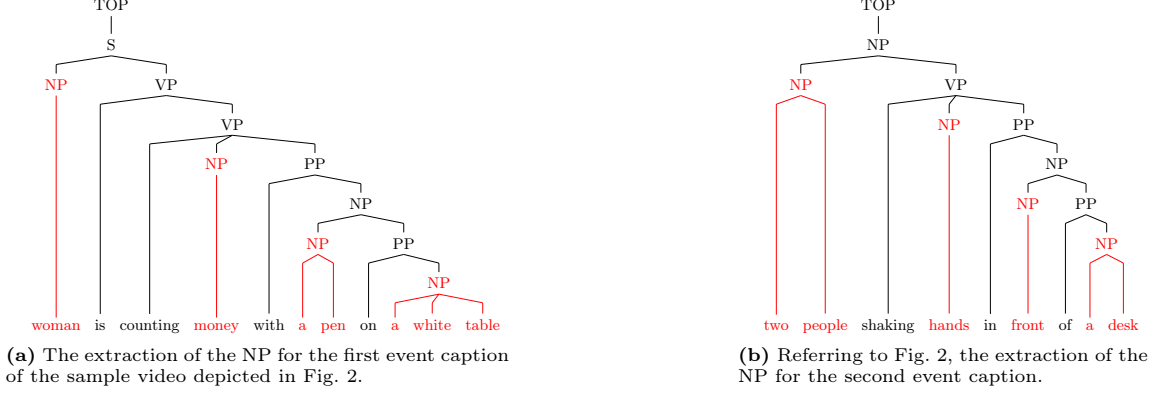 TOP
S
NP VP
VP
NP PP
NP
NP PP
NP
woman is counting money with a pen on a white table
(a) The extraction of the NP for the first event caption
of the sample video depicted in Fig. 2.
TOP
NP
NP VP
NP PP
NP
NP PP
NP
two people shaking hands in front of a desk
(b) Referring to Fig. 2, the extraction of the
NP for the second event caption.